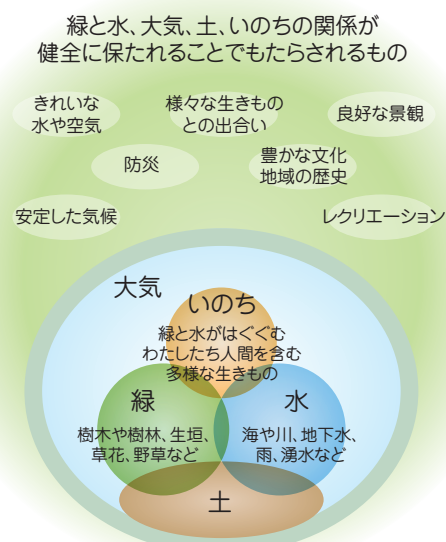 緑と水、大気、土、いのちの関係が
健全に保たれることでもたらされるもの
きれいな
水や空気
様々な生きもの
との出合い
良好な景観
防災
豊かな文化
地域の歴史
安定した気候
レクリエーション
大気
いのち
緑と水がはぐくむ
わたしたち人間を含む
多様な生きもの
緑
樹木や樹林、生垣、
草花、野草など
水
海や川、地下水、
雨、湧水など
土